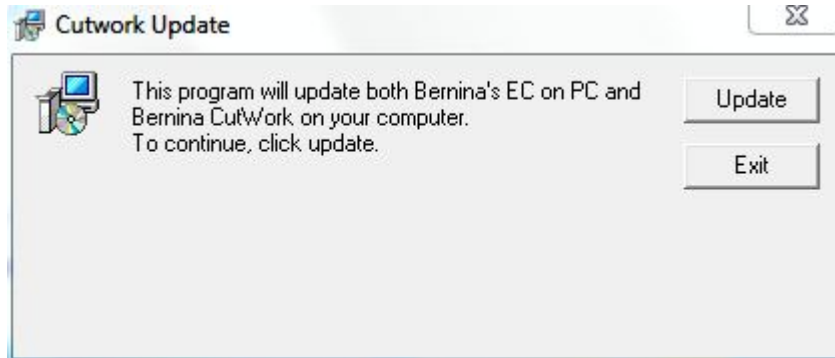 Cutwork Update
This program will update both Bernina's EC on PC and
Bernina CutWork on your computer.
To continue, click update.
Update
Exit